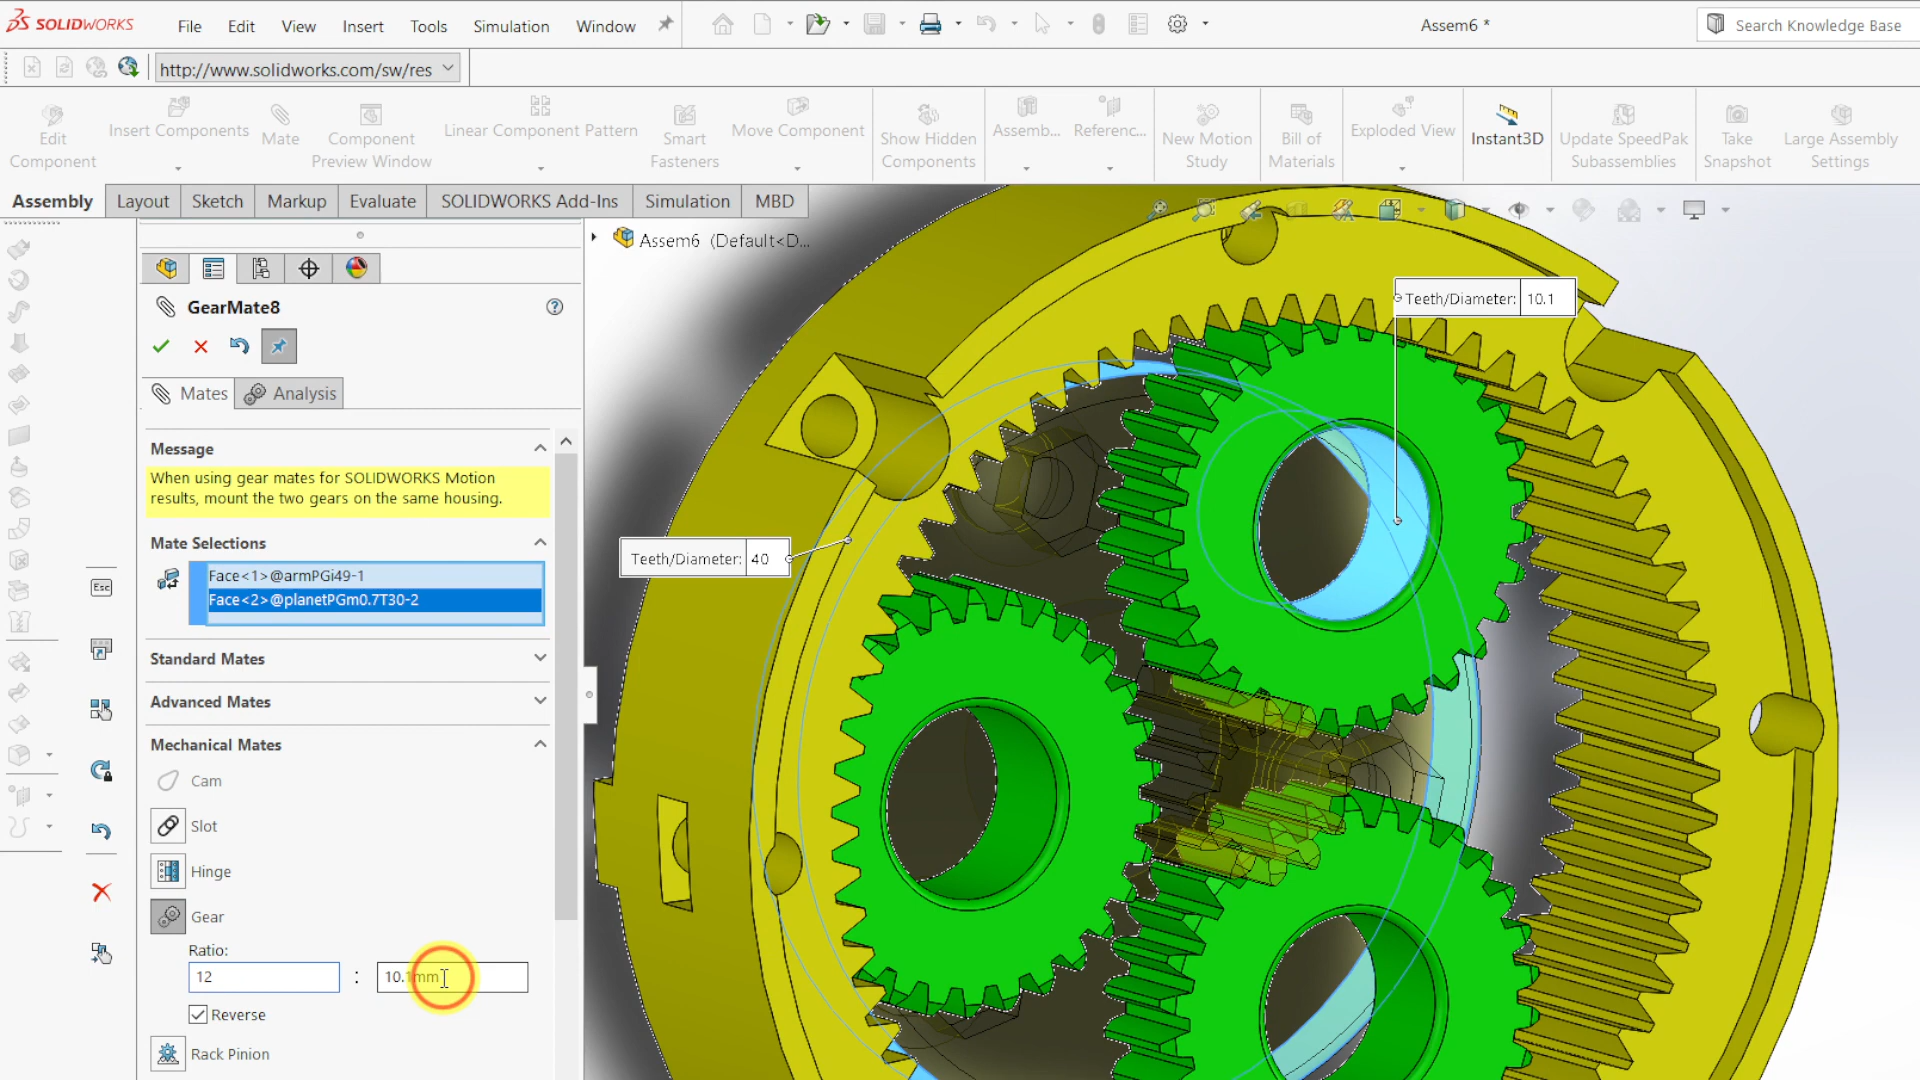 SOLIDWORKS File Edit View Insert Tools Simulation Window Assem6 * Search Knowledge Base
http://www.solidworks.com/sw/res
Edit Component
Insert Components
Mate
Component Preview Window
Linear Component Pattern
Smart Fasteners
Move Component
Show Hidden Components
Assemb...
Referenc...
New Motion Study
Bill of Materials
Exploded View
Instant3D
Update SpeedPak Subassemblies
Take Snapshot
Large Assembly Settings
Assembly Layout Sketch Markup Evaluate SOLIDWORKS Add-Ins Simulation MBD
Assem6 (Default<D...
GearMate8
Mates Analysis
Message
When using gear mates for SOLIDWORKS Motion
results, mount the two gears on the same housing.
Mate Selections
Face<1>@armPGi49-1
Face<2>@planetPGm0.7T30-2
Esc
Standard Mates
Advanced Mates
Mechanical Mates
Cam
Slot
Hinge
Gear
Ratio:
12 : 10.1mm
Reverse
Rack Pinion
Teeth/Diameter: 10.1
Teeth/Diameter: 40